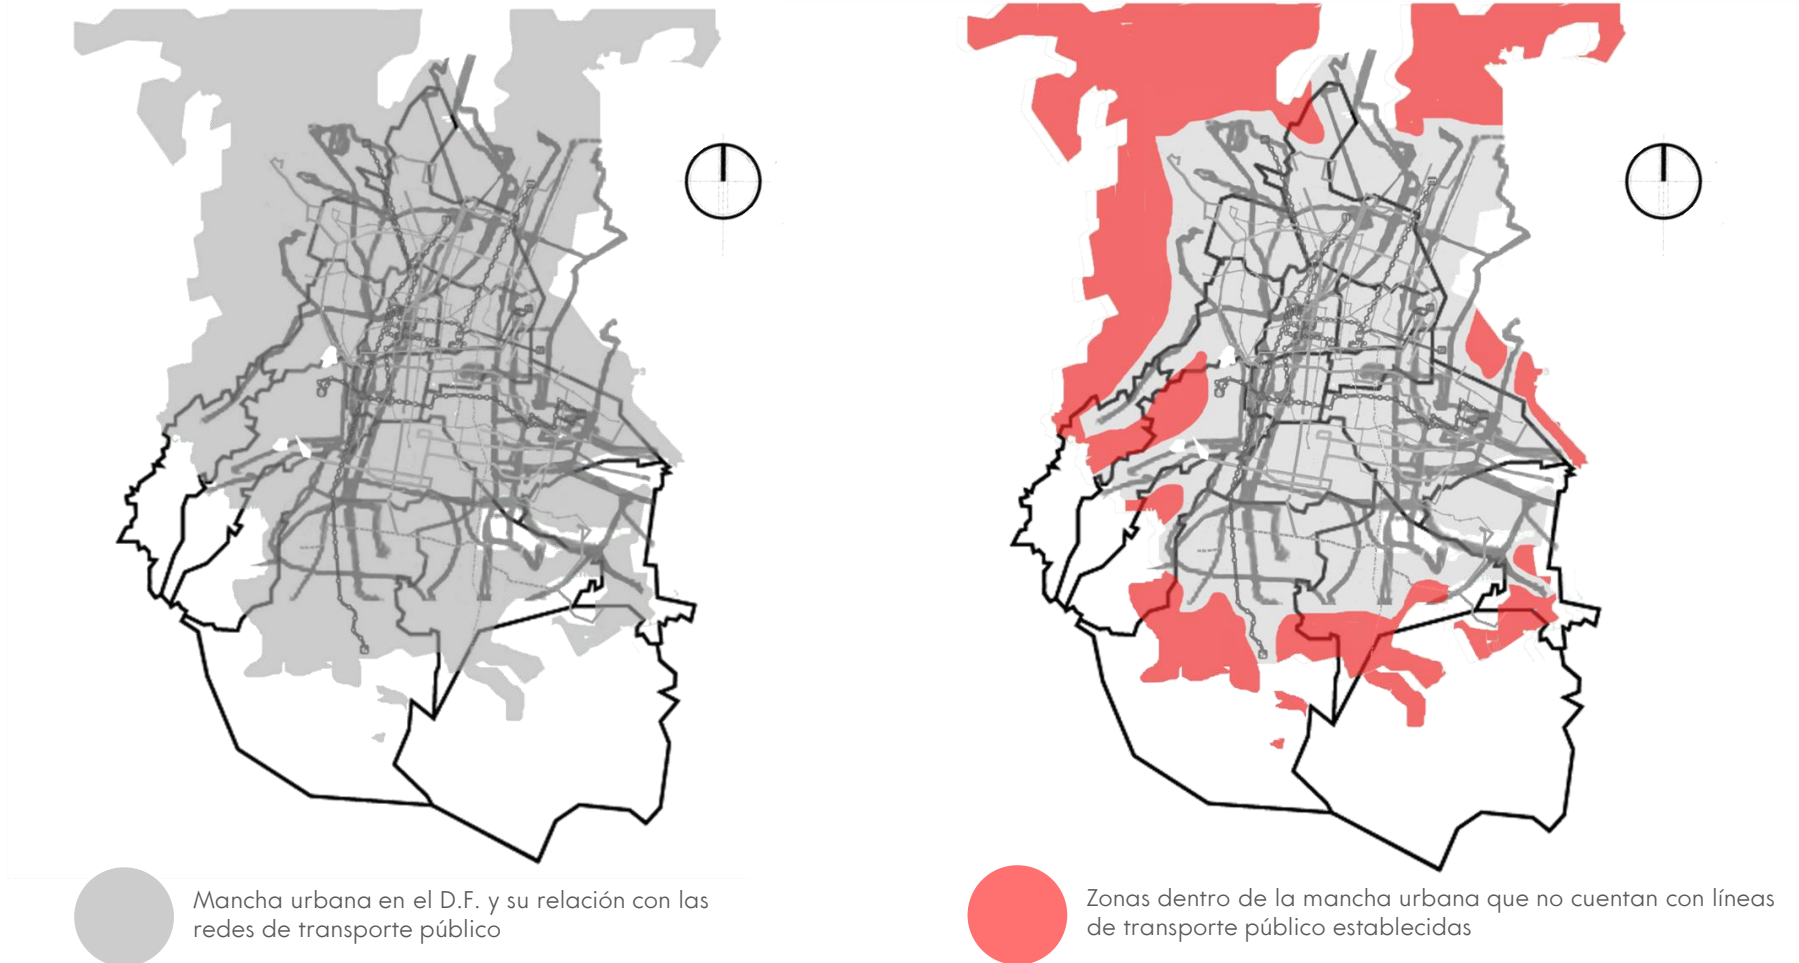 Mancha urbana en el D.F. y su relación con las
redes de transporte público
Zonas dentro de la mancha urbana que no cuentan con líneas
de transporte público establecidas